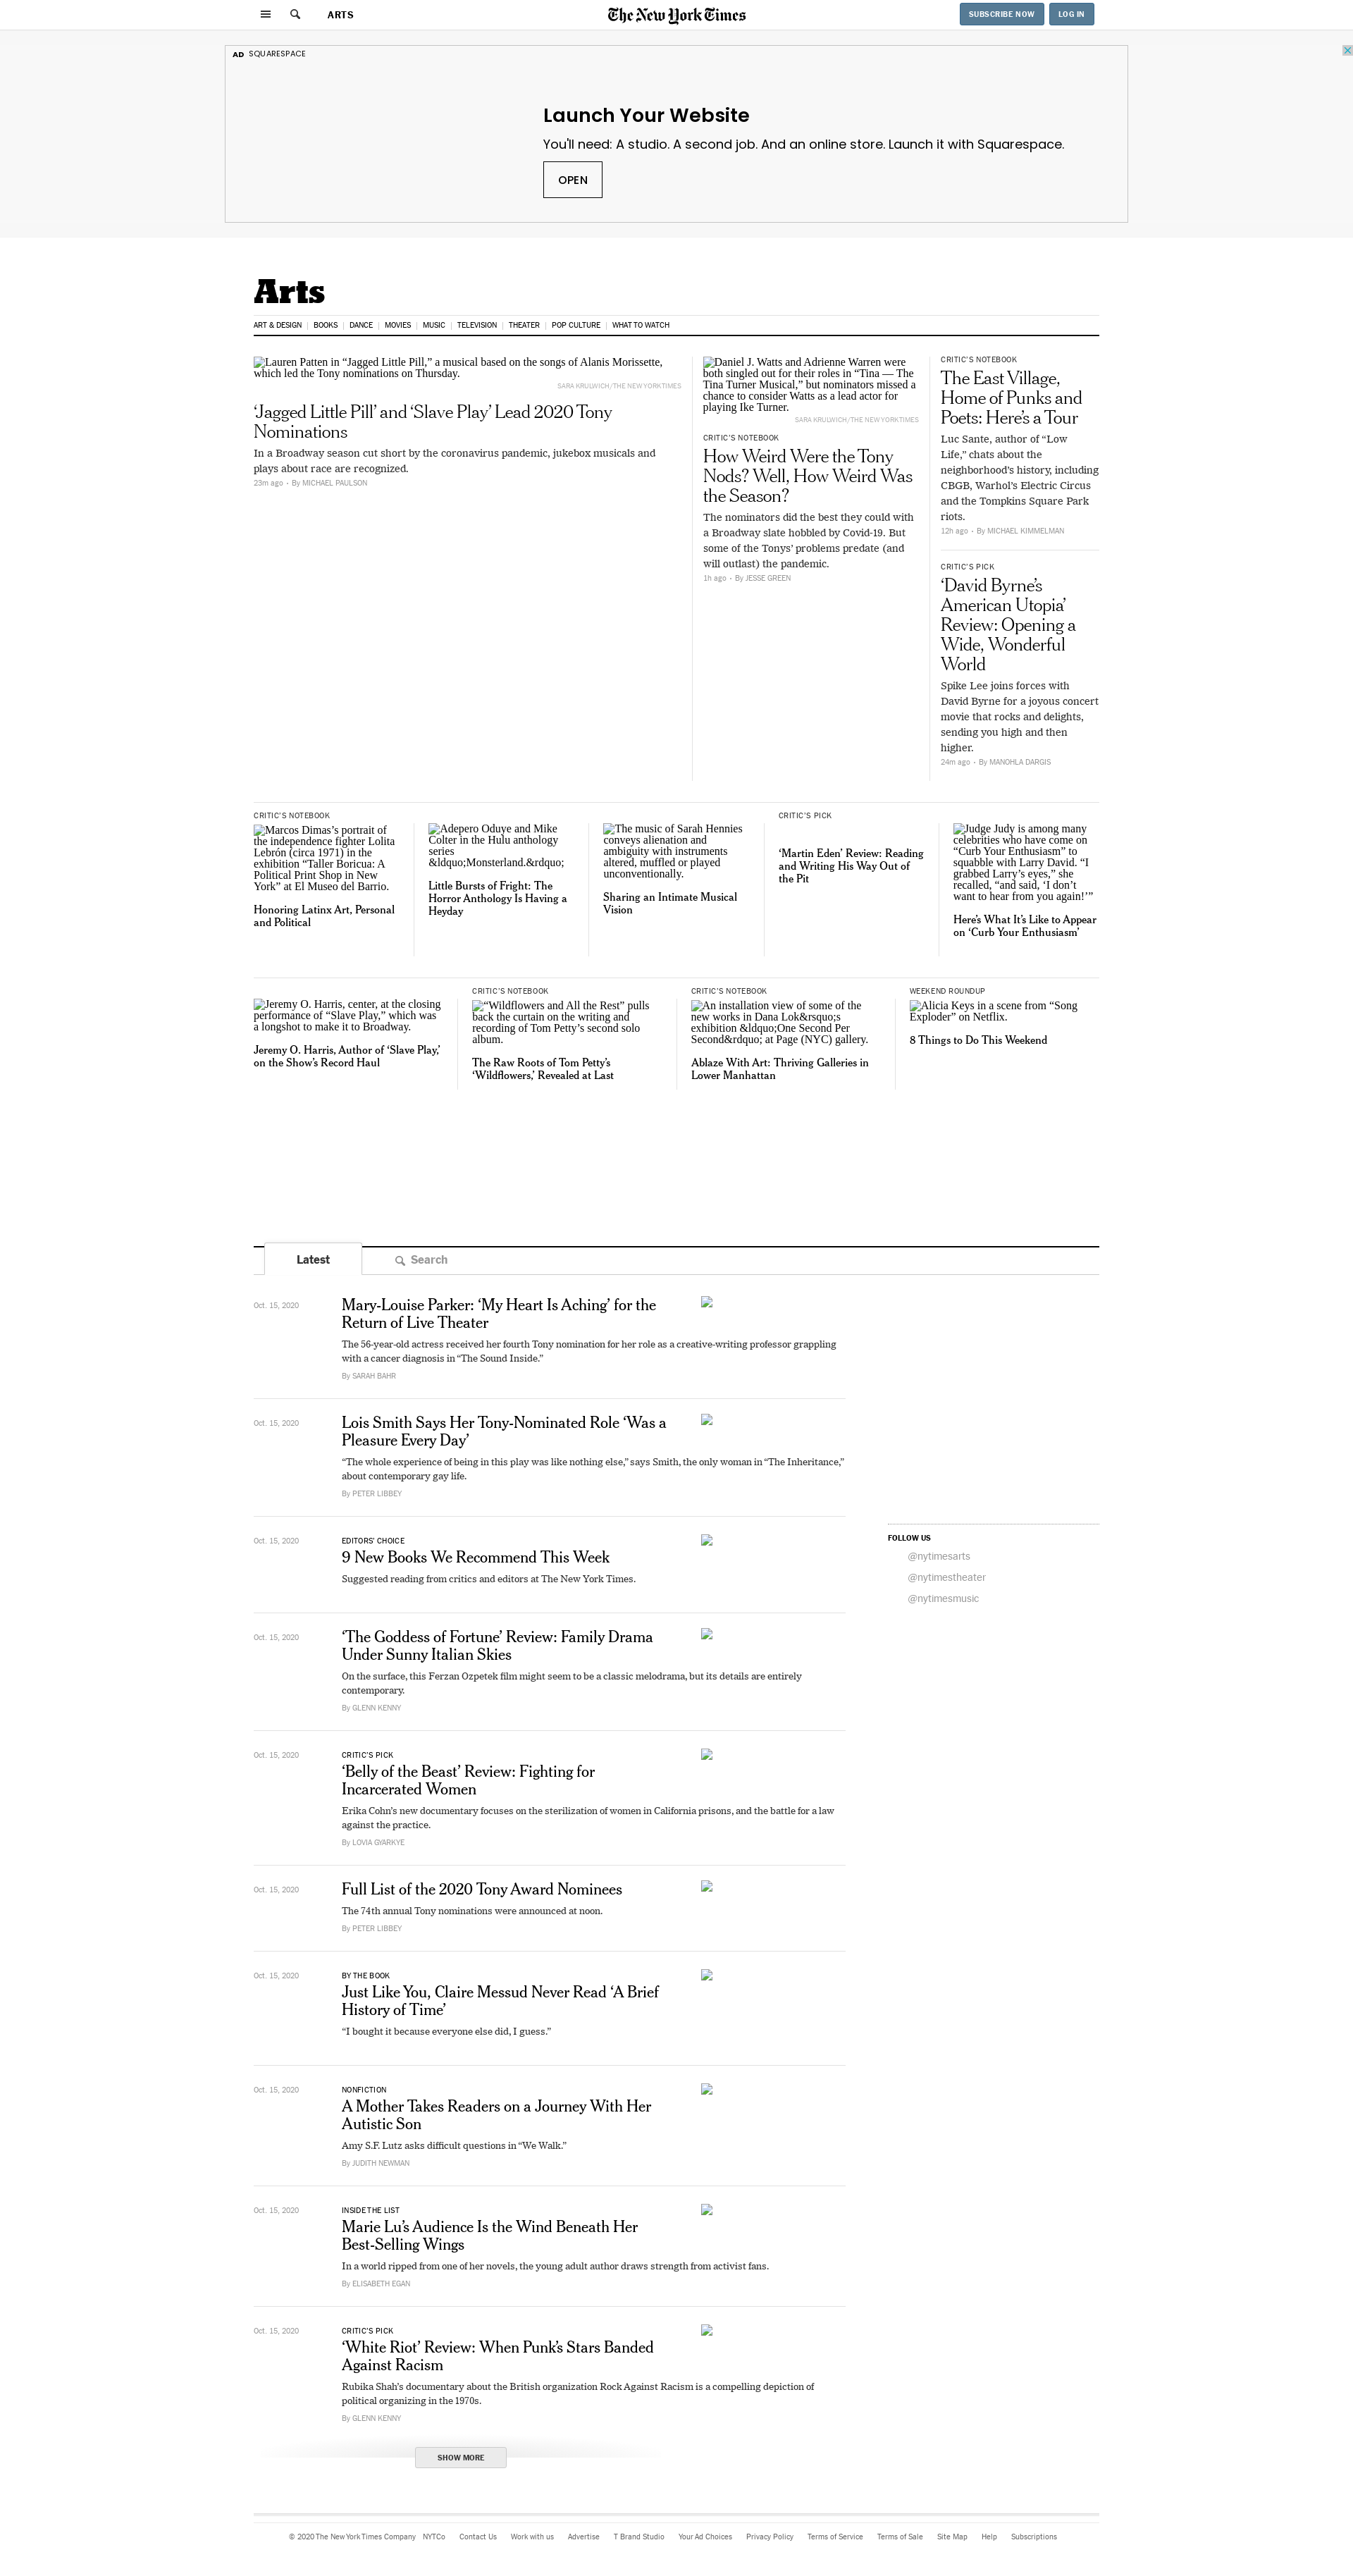 ARTS
The New York Times
SUBSCRIBE NOW
LOG IN
AD SQUARESPACE
Launch Your Website
You'll need: A studio. A second job. And an online store. Launch it with Squarespace.
OPEN
Arts
ART & DESIGN
BOOKS
DANCE
MOVIES
MUSIC
TELEVISION
THEATER
POP CULTURE
WHAT TO WATCH
Lauren Patten in “Jagged Little Pill,” a musical based on the songs of Alanis Morissette,
which led the Tony nominations on Thursday.
SARA KRULWICH/THE NEW YORK TIMES
‘Jagged Little Pill’ and ‘Slave Play’ Lead 2020 Tony
Nominations
In a Broadway season cut short by the coronavirus pandemic, jukebox musicals and
plays about race are recognized.
23m ago • By MICHAEL PAULSON
Daniel J. Watts and Adrienne Warren were
both singled out for their roles in “Tina — The
Tina Turner Musical,” but nominators missed a
chance to consider Watts as a lead actor for
playing Ike Turner.
SARA KRULWICH/THE NEW YORK TIMES
CRITIC’S NOTEBOOK
How Weird Were the Tony
Nods? Well, How Weird Was
the Season?
The nominators did the best they could with
a Broadway slate hobbled by Covid-19. But
some of the Tonys’ problems predate (and
will outlast) the pandemic.
1h ago • By JESSE GREEN
CRITIC’S NOTEBOOK
The East Village,
Home of Punks and
Poets: Here’s a Tour
Luc Sante, author of “Low
Life,” chats about the
neighborhood’s history, including
CBGB, Warhol’s Electric Circus
and the Tompkins Square Park
riots.
12h ago • By MICHAEL KIMMELMAN
CRITIC’S PICK
‘David Byrne’s
American Utopia’
Review: Opening a
Wide, Wonderful
World
Spike Lee joins forces with
David Byrne for a joyous concert
movie that rocks and delights,
sending you high and then
higher.
24m ago • By MANOHLA DARGIS
CRITIC’S NOTEBOOK
Marcos Dimas’s portrait of
the independence fighter Lolita
Lebrón (circa 1971) in the
exhibition “Taller Boricua: A
Political Print Shop in New
York” at El Museo del Barrio.
Honoring Latinx Art, Personal
and Political
Adepero Oduye and Mike
Colter in the Hulu anthology
series
&ldquo;Monsterland.&rdquo;
Little Bursts of Fright: The
Horror Anthology Is Having a
Heyday
The music of Sarah Hennies
conveys alienation and
ambiguity with instruments
altered, muffled or played
unconventionally.
Sharing an Intimate Musical
Vision
CRITIC’S PICK
‘Martin Eden’ Review: Reading
and Writing His Way Out of
the Pit
Judge Judy is among many
celebrities who have come on
“Curb Your Enthusiasm” to
squabble with Larry David. “I
grabbed Larry’s eyes,” she
recalled, “and said, ‘I don’t
want to hear from you again!’”
Here’s What It’s Like to Appear
on ‘Curb Your Enthusiasm’
Jeremy O. Harris, center, at the closing
performance of “Slave Play,” which was
a longshot to make it to Broadway.
Jeremy O. Harris, Author of ‘Slave Play,’
on the Show’s Record Haul
CRITIC’S NOTEBOOK
“Wildflowers and All the Rest” pulls
back the curtain on the writing and
recording of Tom Petty’s second solo
album.
The Raw Roots of Tom Petty’s
‘Wildflowers,’ Revealed at Last
CRITIC’S NOTEBOOK
An installation view of some of the
new works in Dana Lok&rsquo;s
exhibition &ldquo;One Second Per
Second&rdquo; at Page (NYC) gallery.
Ablaze With Art: Thriving Galleries in
Lower Manhattan
WEEKEND ROUNDUP
Alicia Keys in a scene from “Song
Exploder” on Netflix.
8 Things to Do This Weekend
Latest
Search
Oct. 15, 2020
Mary-Louise Parker: ‘My Heart Is Aching’ for the
Return of Live Theater
The 56-year-old actress received her fourth Tony nomination for her role as a creative-writing professor grappling
with a cancer diagnosis in “The Sound Inside.”
By SARAH BAHR
Oct. 15, 2020
Lois Smith Says Her Tony-Nominated Role ‘Was a
Pleasure Every Day’
“The whole experience of being in this play was like nothing else,” says Smith, the only woman in “The Inheritance,”
about contemporary gay life.
By PETER LIBBEY
Oct. 15, 2020
EDITORS’ CHOICE
9 New Books We Recommend This Week
Suggested reading from critics and editors at The New York Times.
FOLLOW US
@nytimesarts
@nytimestheater
@nytimesmusic
Oct. 15, 2020
‘The Goddess of Fortune’ Review: Family Drama
Under Sunny Italian Skies
On the surface, this Ferzan Ozpetek film might seem to be a classic melodrama, but its details are entirely
contemporary.
By GLENN KENNY
Oct. 15, 2020
CRITIC’S PICK
‘Belly of the Beast’ Review: Fighting for
Incarcerated Women
Erika Cohn’s new documentary focuses on the sterilization of women in California prisons, and the battle for a law
against the practice.
By LOVIA GYARKYE
Oct. 15, 2020
Full List of the 2020 Tony Award Nominees
The 74th annual Tony nominations were announced at noon.
By PETER LIBBEY
Oct. 15, 2020
BY THE BOOK
Just Like You, Claire Messud Never Read ‘A Brief
History of Time’
“I bought it because everyone else did, I guess.”
Oct. 15, 2020
NONFICTION
A Mother Takes Readers on a Journey With Her
Autistic Son
Amy S.F. Lutz asks difficult questions in “We Walk.”
By JUDITH NEWMAN
Oct. 15, 2020
INSIDE THE LIST
Marie Lu’s Audience Is the Wind Beneath Her
Best-Selling Wings
In a world ripped from one of her novels, the young adult author draws strength from activist fans.
By ELISABETH EGAN
Oct. 15, 2020
CRITIC’S PICK
‘White Riot’ Review: When Punk’s Stars Banded
Against Racism
Rubika Shah’s documentary about the British organization Rock Against Racism is a compelling depiction of
political organizing in the 1970s.
By GLENN KENNY
SHOW MORE
© 2020 The New York Times Company NYTCo Contact Us Work with us Advertise T Brand Studio Your Ad Choices Privacy Policy Terms of Service Terms of Sale Site Map Help Subscriptions